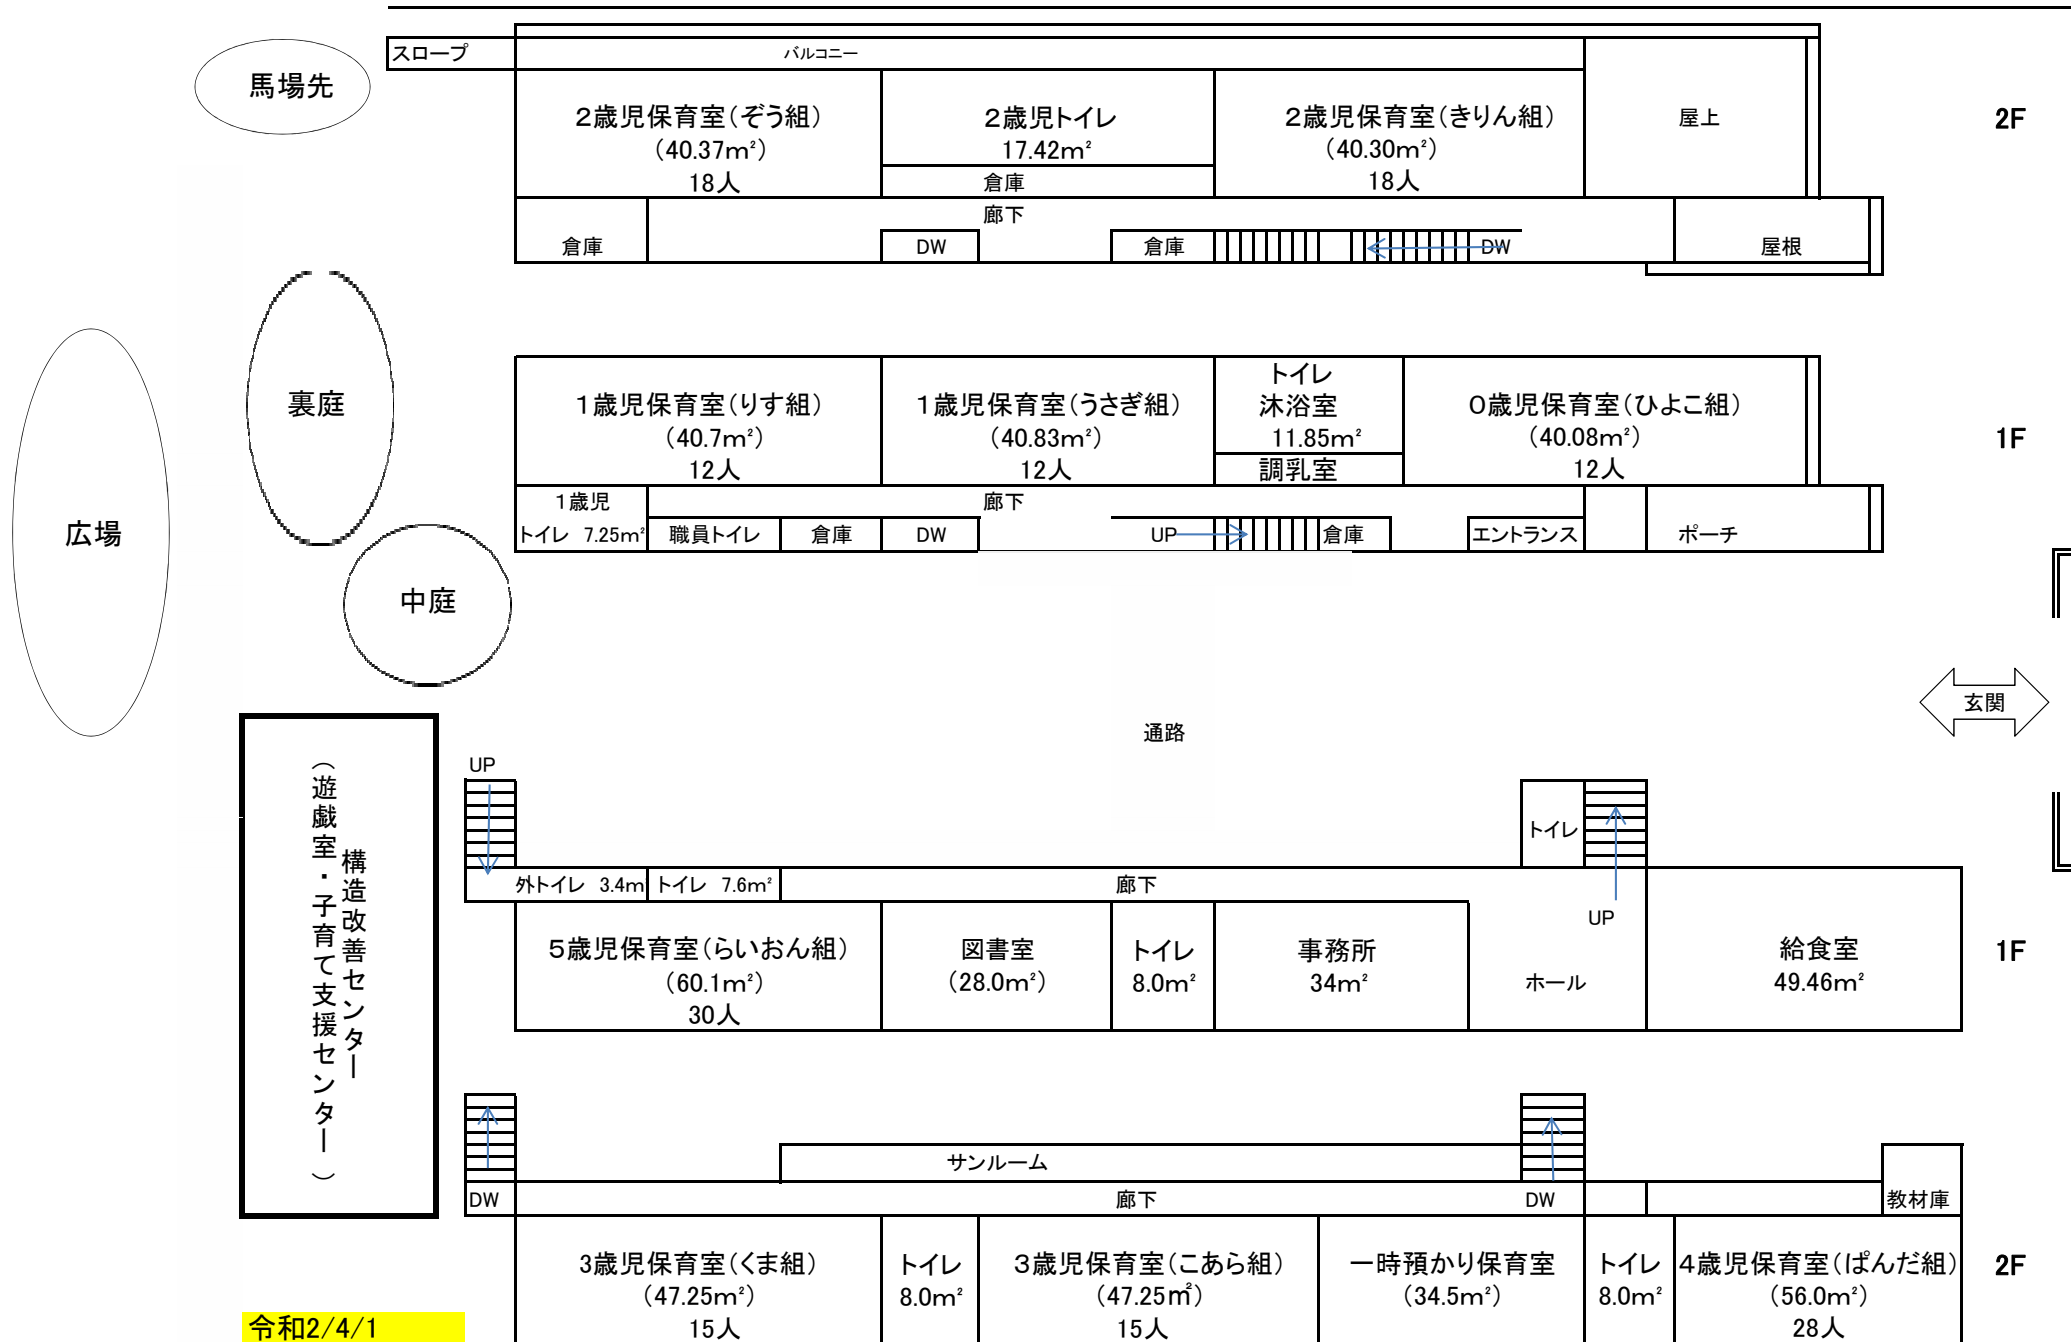 スロープ
バルコニー
馬場先
2歳児保育室(ぞう組)
(40.37m²)
18人
2歳児トイレ
17.42m²
倉庫
2歳児保育室(きりん組)
(40.30m²)
18人
屋上
2F
廊下
倉庫
DW
倉庫
DW
屋根
裏庭
広場
中庭
1歳児保育室(りす組)
(40.7m²)
12人
1歳児保育室(うさぎ組)
(40.83m²)
12人
トイレ
沐浴室
11.85m²
調乳室
0歳児保育室(ひよこ組)
(40.08m²)
12人
1F
1歳児
トイレ 7.25m²
廊下
職員トイレ
倉庫
DW
UP
倉庫
エントランス
ポーチ
玄関
通路
構造改善センター
(遊戯室・子育て支援センター)
UP
トイレ
外トイレ 3.4m
トイレ 7.6m²
廊下
UP
5歳児保育室(らいおん組)
(60.1m²)
30人
図書室
(28.0m²)
トイレ
8.0m²
事務所
34m²
ホール
給食室
49.46m²
1F
サンルーム
DW
廊下
DW
教材庫
3歳児保育室(くま組)
(47.25m²)
15人
トイレ
8.0m²
3歳児保育室(こあら組)
(47.25㎡)
15人
一時預かり保育室
(34.5m²)
トイレ
8.0m²
4歳児保育室(ぱんだ組)
(56.0m²)
28人
2F
令和2/4/1